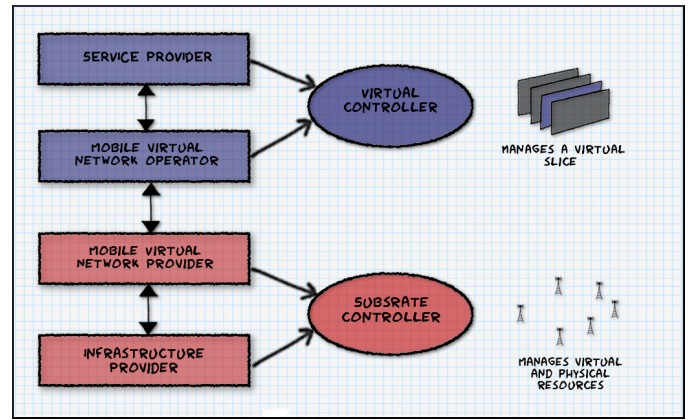 SERVICE PROVIDER
VIRTUAL
CONTROLLER
MOBILE VIRTUAL
NETWORK OPERATOR
MANAGES A VIRTUAL
SLICE
MOBILE VIRTUAL
NETWORK PROVIDER
SUBSRATE
CONTROLLER
INFRASTRUCTURE
PROVIDER
MANAGES VIRTUAL
AND PHYSICAL
RESOURCES